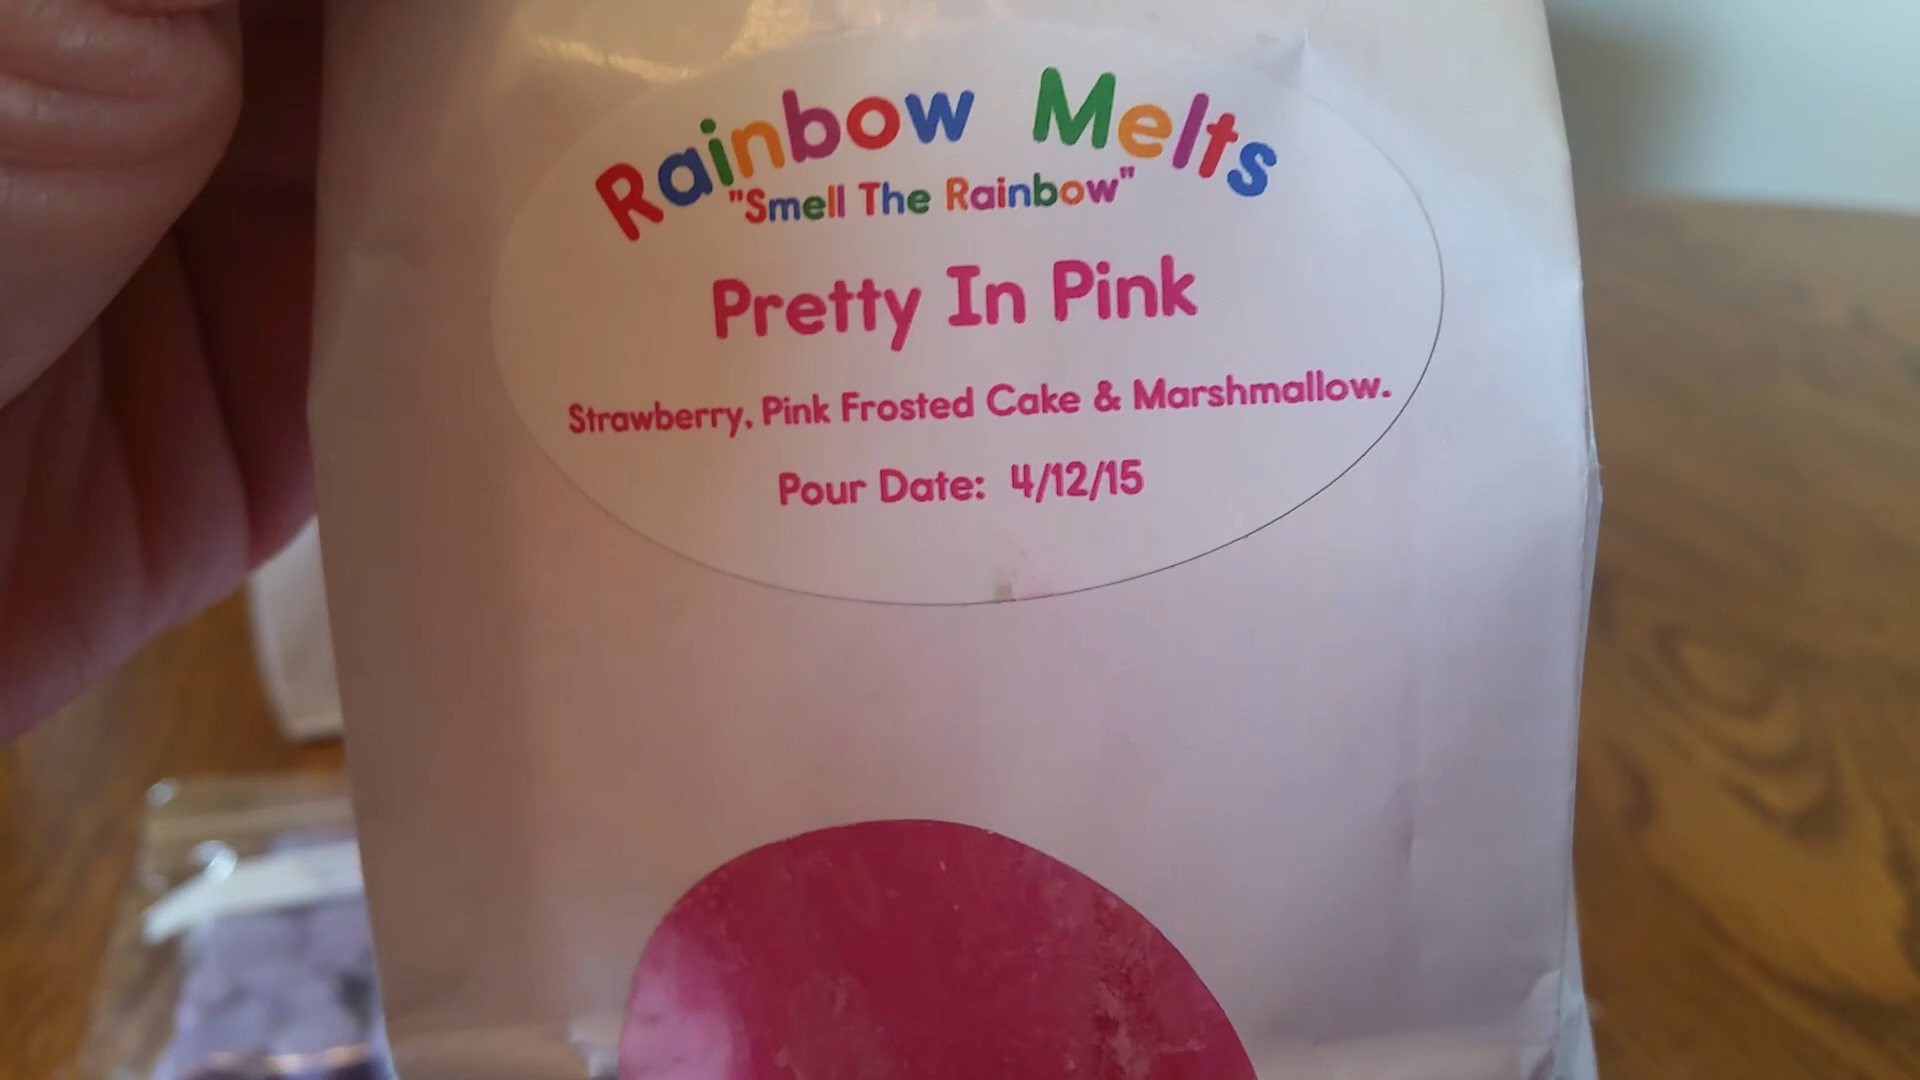 Rainbow Melts
"Smell The Rainbow"
Pretty In Pink
Strawberry, Pink Frosted Cake & Marshmallow.
Pour Date: 4/12/15